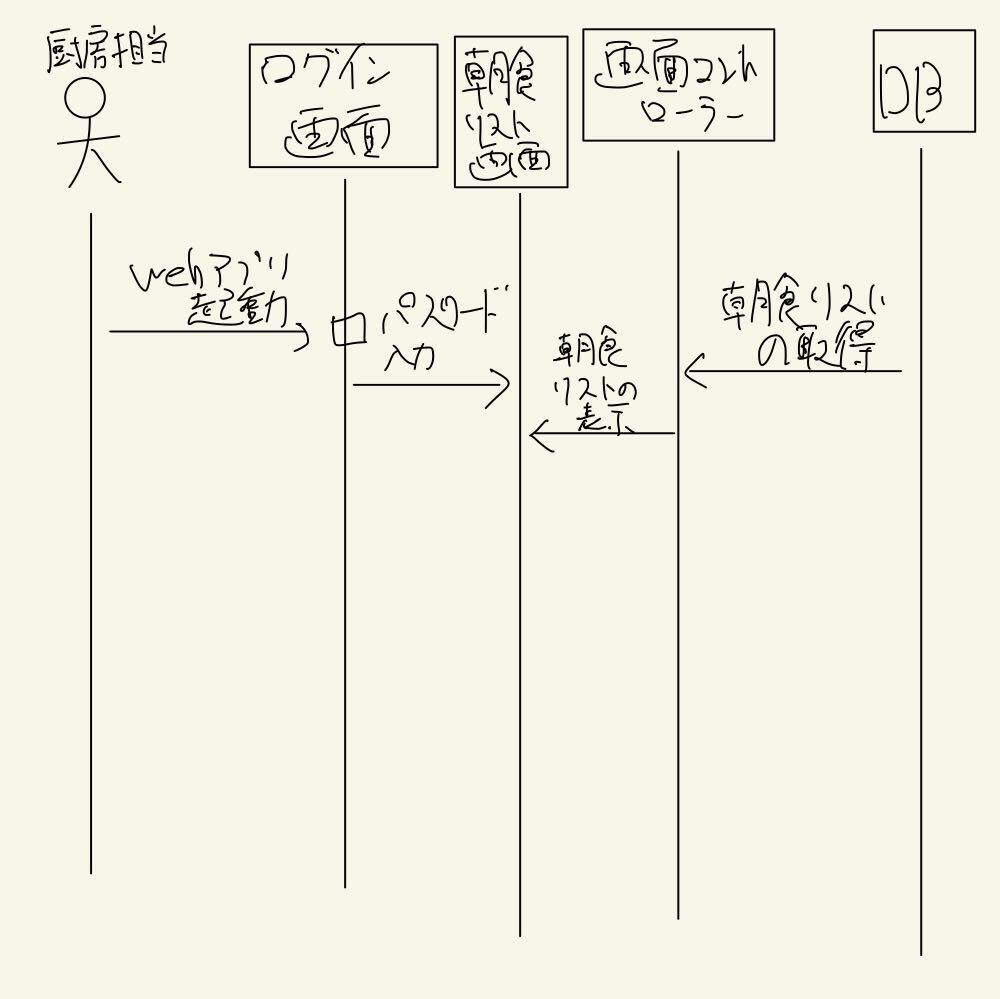 厨房担当
ログイン
画面
朝食
リスト
画面
画面コント
ローラー
DB
Webアプリ
起動
パスワード
入力
朝食
リストの
表示
朝食リスト
の取得